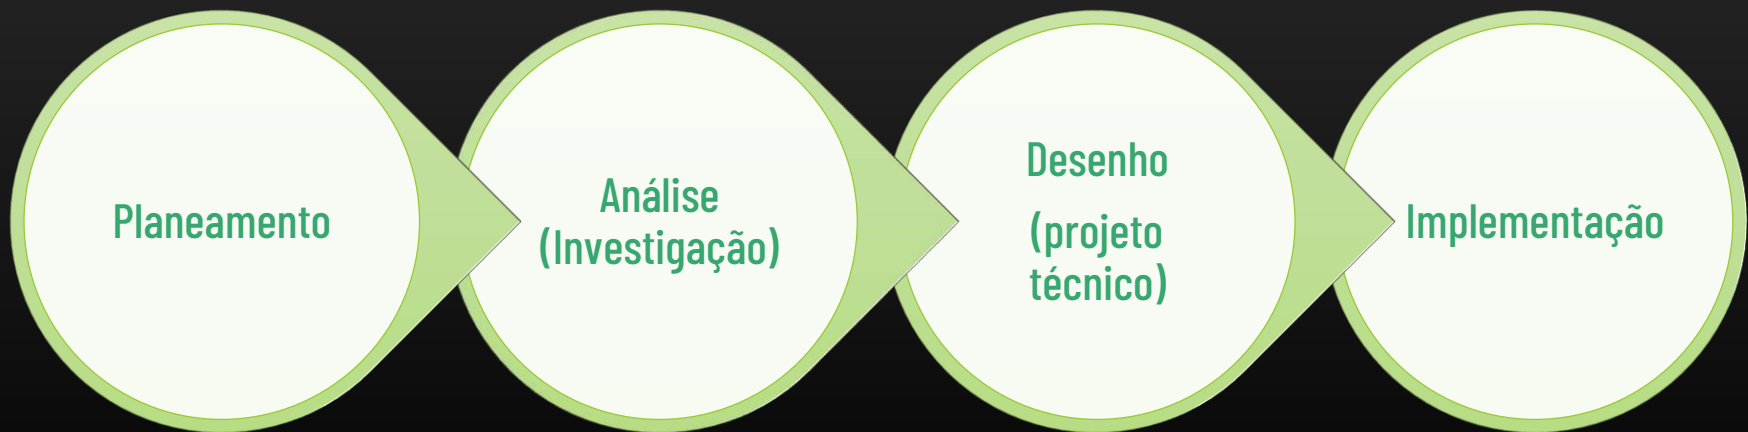 Planeamento
Análise
(Investigação)
Desenho
(projeto
técnico)
Implementação